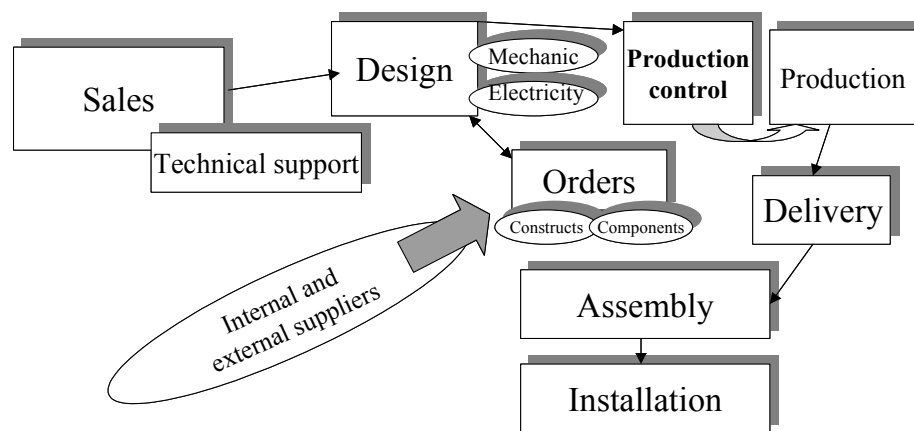 Sales
Technical support
Design
Mechanic
Electricity
Production
control
Production
Orders
Constructs
Components
Delivery
Internal and
external suppliers
Assembly
Installation